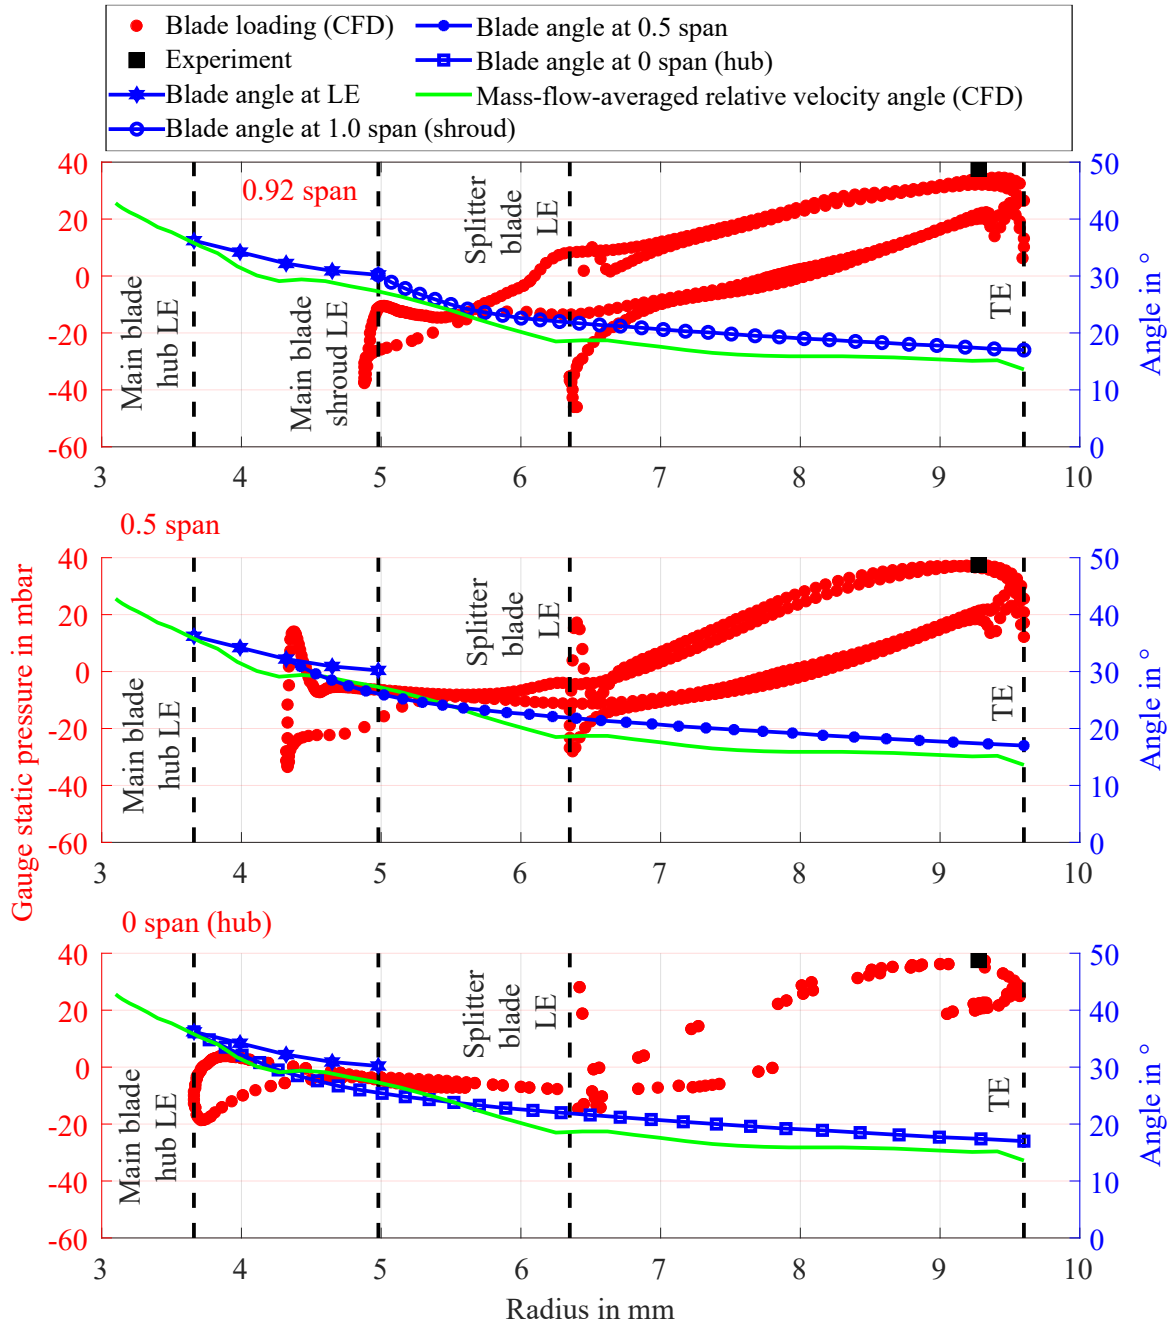 Blade loading (CFD)
Experiment
Blade angle at LE
Blade angle at 1.0 span (shroud)
Blade angle at 0.5 span
Blade angle at 0 span (hub)
Mass-flow-averaged relative velocity angle (CFD)
0.92 span
40
20
0
-20
-40
-60
Main blade
hub LE
Main blade
shroud LE
Splitter
blade
LE
TE
50
40
30
20
10
0
Angle in °
3 4 5 6 7 8 9 10
0.5 span
Gauge static pressure in mbar
40
20
0
-20
-40
-60
Main blade
hub LE
Splitter
blade
LE
TE
50
40
30
20
10
0
Angle in °
3 4 5 6 7 8 9 10
0 span (hub)
40
20
0
-20
-40
-60
Main blade
hub LE
Splitter
blade
LE
TE
50
40
30
20
10
0
Angle in °
3 4 5 6 7 8 9 10
Radius in mm